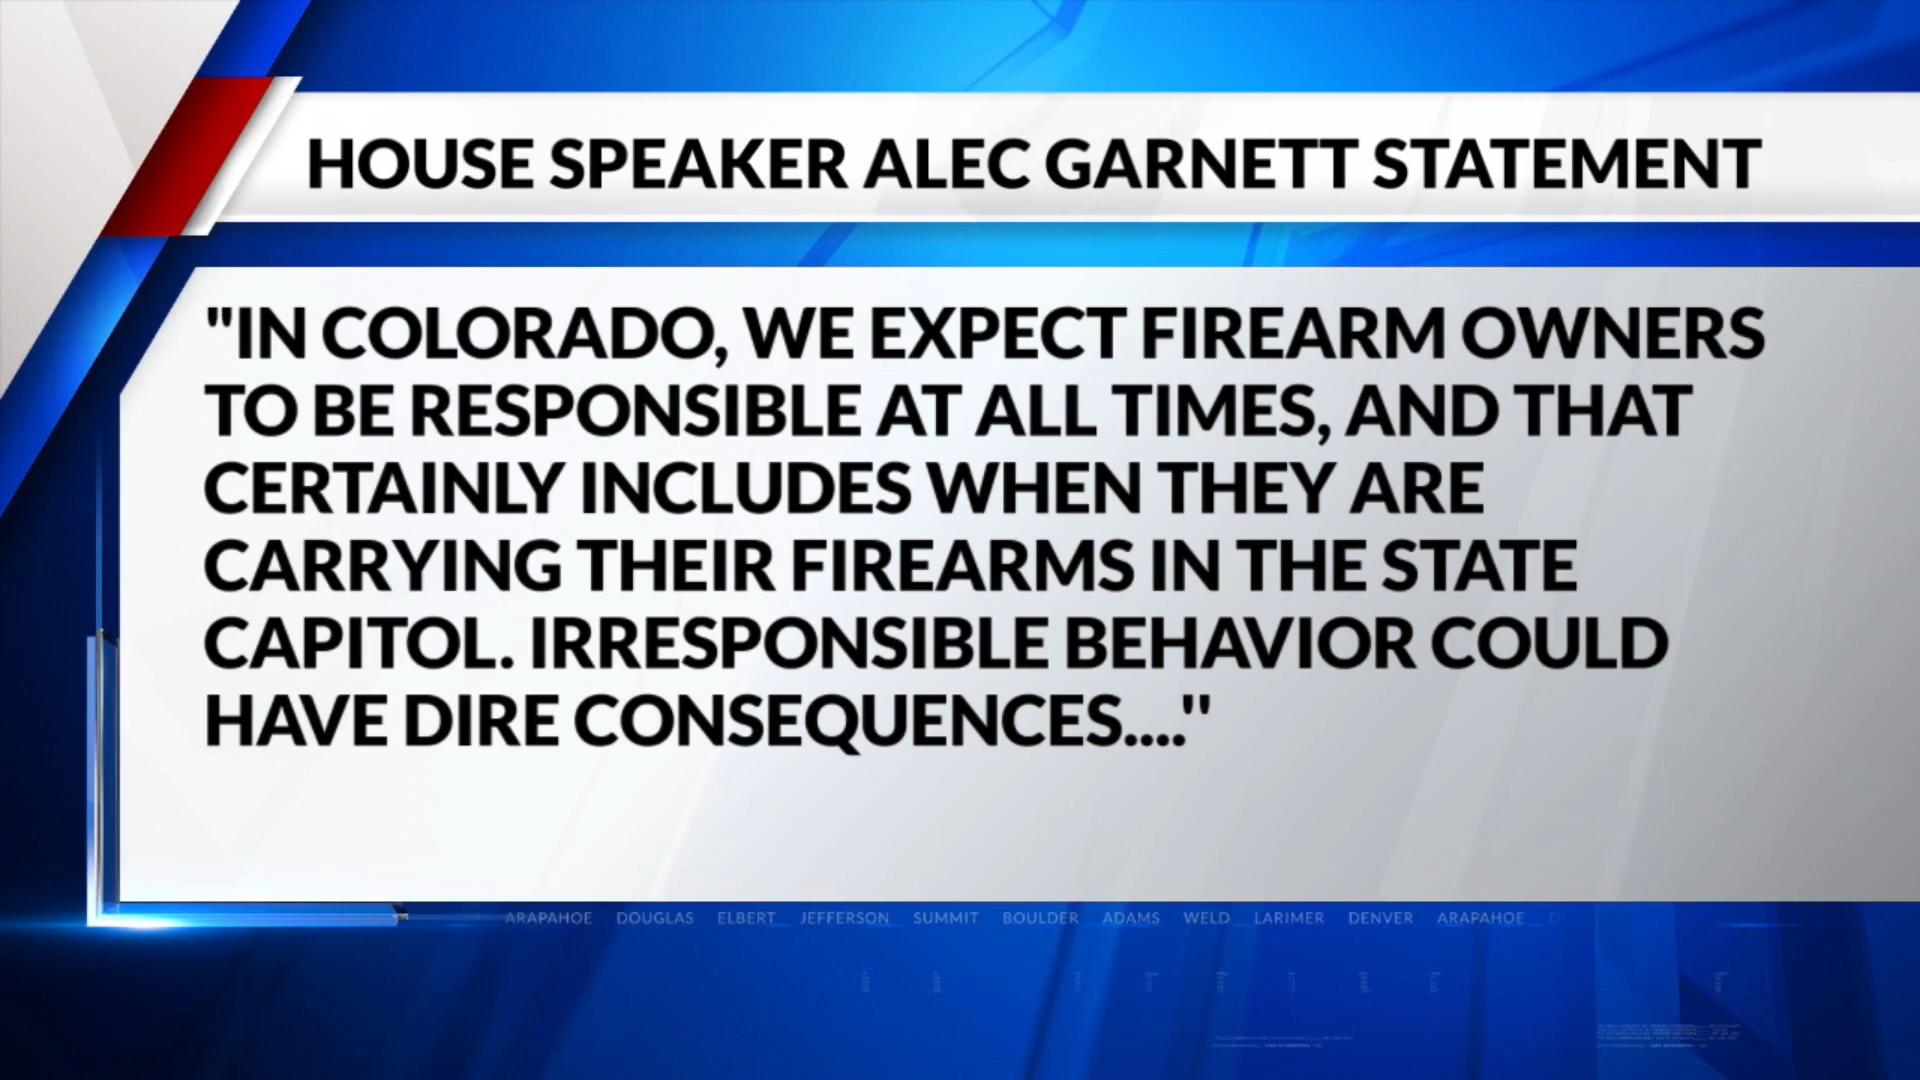 HOUSE SPEAKER ALEC GARNETT STATEMENT
"IN COLORADO, WE EXPECT FIREARM OWNERS
TO BE RESPONSIBLE AT ALL TIMES, AND THAT
CERTAINLY INCLUDES WHEN THEY ARE
CARRYING THEIR FIREARMS IN THE STATE
CAPITOL. IRRESPONSIBLE BEHAVIOR COULD
HAVE DIRE CONSEQUENCES....''
ARAPAHOE DOUGLAS ELBERT JEFFERSON SUMMIT BOULDER ADAMS WELD LARIMER DENVER ARAPAHOE